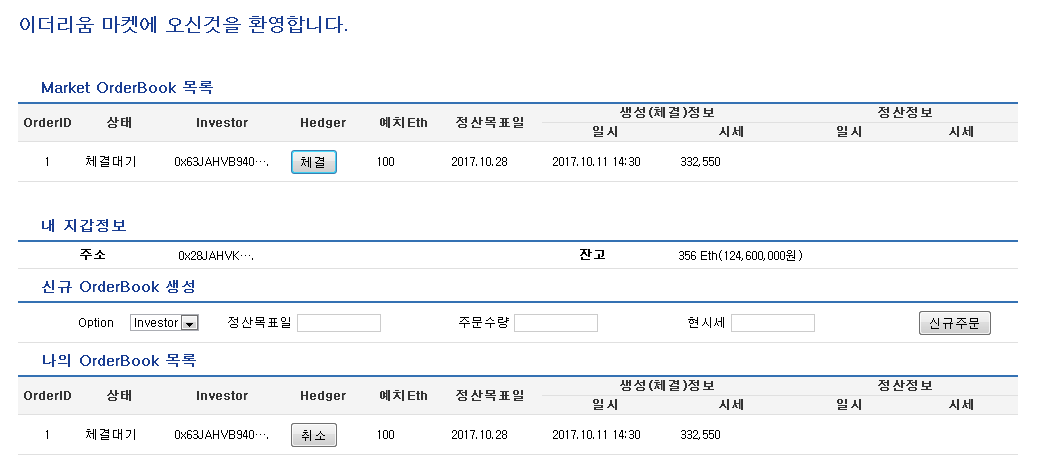 이더리움 마켓에 오신것을 환영합니다.
Market OrderBook 목록
OrderID 상태 Investor Hedger 예치Eth 정산목표일 생성(체결)정보 정산정보
일시 시세 일시 시세
1 체결대기 0x63JAHVB940…. 체결 100 2017.10.28 2017.10.11 14:30 332,550
내 지갑정보
주소 0x28JAHVK…. 잔고 356 Eth(124,600,000원)
신규 OrderBook 생성
Option Investor 정산목표일 주문수량 현시세 신규주문
나의 OrderBook 목록
OrderID 상태 Investor Hedger 예치Eth 정산목표일 생성(체결)정보 정산정보
일시 시세 일시 시세
1 체결대기 0x63JAHVB940…. 취소 100 2017.10.28 2017.10.11 14:30 332,550